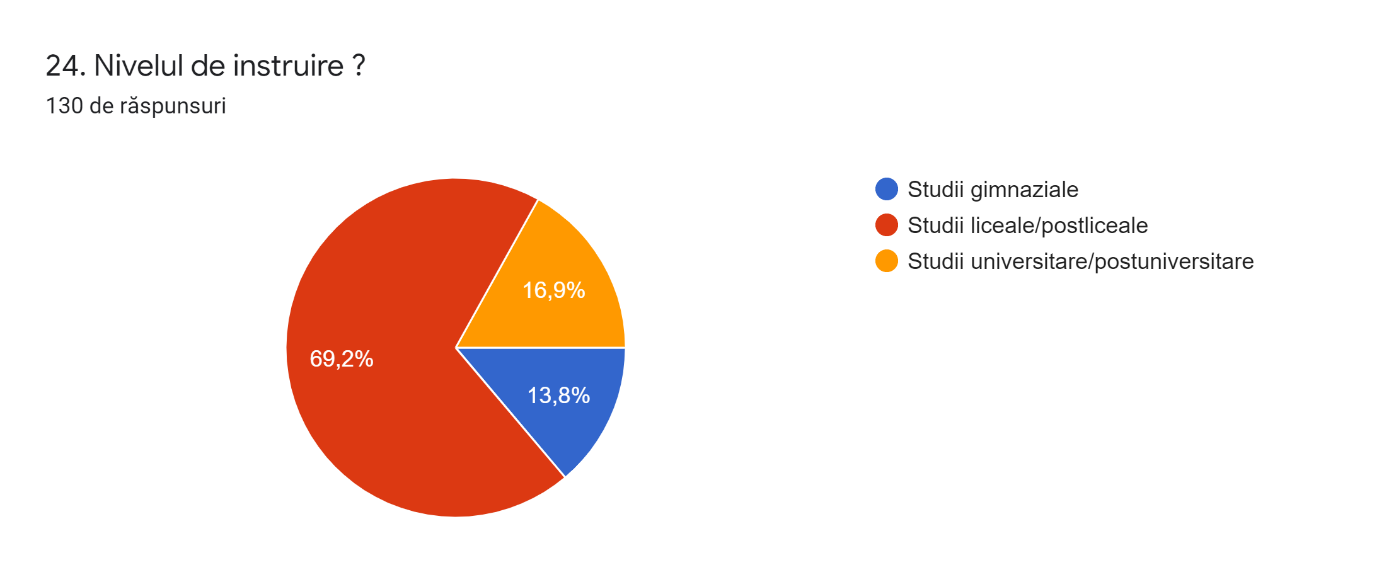 24. Nivelul de instruire ?
130 de răspunsuri
Studii gimnaziale
Studii liceale/postliceale
Studii universitare/postuniversitare
16,9%
69,2%
13,8%